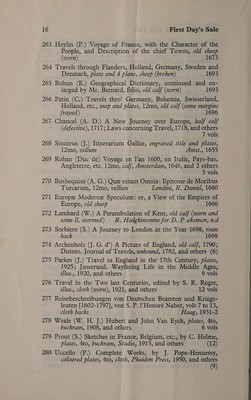 16 First Day's Sale
263 Heylin (P.) Voyage of France, with the Character of the
People, and Description of the chief Towns, old sheep
(worn) 1673
264 Travels through Flanders, Holland, Germany, Sweden and
Denmark, plate and 4 plans, sheep (broken) 1693
265 Bohun (E.) Geographical Dictionary, continued and en-
larged by Mr. Bernard, folio, old calf (worn) 1693
266 Patin (C.) Travels thro' Germany, Bohemia, Swisserland,
Holland, etc., map and plates, 12mo, old calf (some margins
frayed) 1696
267 Chancel (A. D.) A New Journey over Europe, half calf
(defective), 1717; Laws concerning Travel, 1718, and others
7 vols
268 Sincerus (J.) Itinerarium Galliæ, engraved title and plates,
12mo, vellum Amst., 1655
269 Rohan (Duc de) Voyage en l'an 1600, en Italie, Pays-bas,
Angleterre, etc. 12mo, calf, Amsterdam, 1646, and 2 others
3 vols
270 Busbequius (A. G.) Quæ extant Omnia: Epitome de Moribus
Turcarum, 12mo, vellum Londini, R. Daniel, 1660
271 Europae Modernae Speculum: or, a View of the Empires of
Europe, old sheep 1666
272 Lambard (W.) A Perambulation of Kent, old calf (worn and
some ll. stained) R. Hodgkinsonne for D. Pakeman, n.d
273 Sorbiere (S.) A Journey to London in the Year 1698, roan
back 1698
274 Archenholz (J. G. d') A Picture of England, old calf, 1790;
Dutton. Journal of Travels, unbound, 1782, and others (6)
275 Parkes (J.) Travel in England in the 17th Century, plates,
1925; Jusserand. Wayfaring Life in the Middle Ages,
illus., 1920, and others 9 vols
276 Travel in the Two last Centuries, edited by S. R. Roget,
illus., cloth (worn), 1921, and others 12 vols
277 Reisebeschreibungen von Deutschen Beamten und Kriegs-
leuten [1602-1797], von S. P. l'Honoré Naber, vols 7 to 13,
cloth backs Haag, 1931-2
278 Weale (W. H. J.) Hubert and John Van Eyck, plates, 4to,
buckram, 1908, and others 6 vols
279 Prout (S.) Sketches in France, Belgium, etc., by C. Holme,
plates, 4to, buckram, Studio, 1915, and others (12)
280 Uccello (P.) Complete Works, by J. Pope-Hennessy,
coloured plates, 4to, cloth, Phaidon Press, 1950, and others
(9)